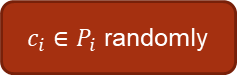 𝑐ᵢ ∈ 𝑃ᵢ randomly